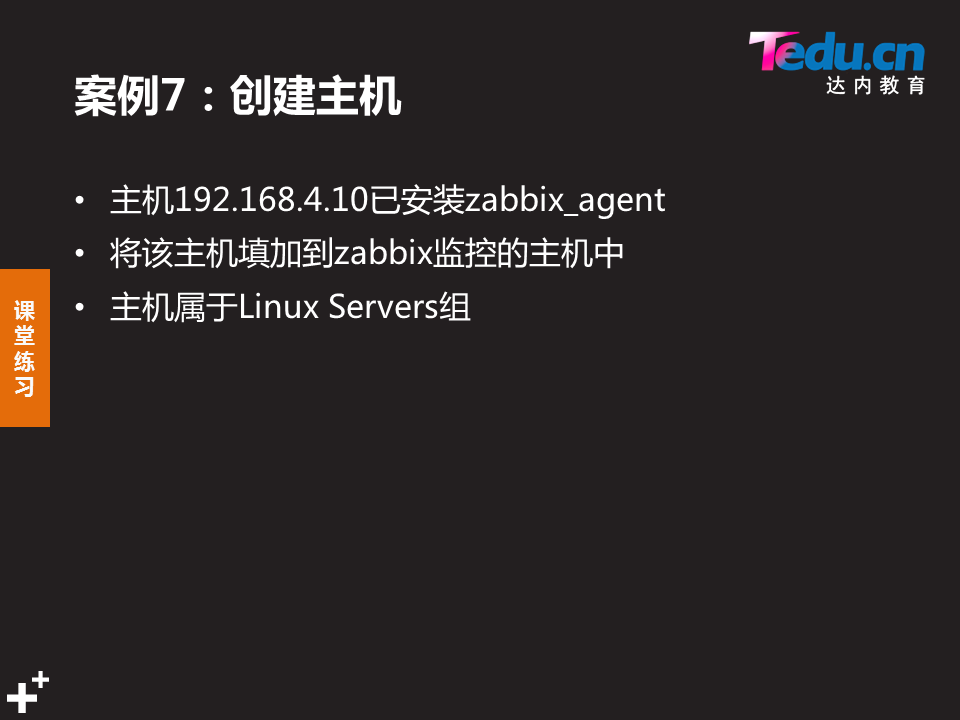 Tedu.cn
达内教育
案例7：创建主机
• 主机192.168.4.10已安装zabbix_agent
• 将该主机填加到zabbix监控的主机中
• 主机属于Linux Servers组
课堂练习